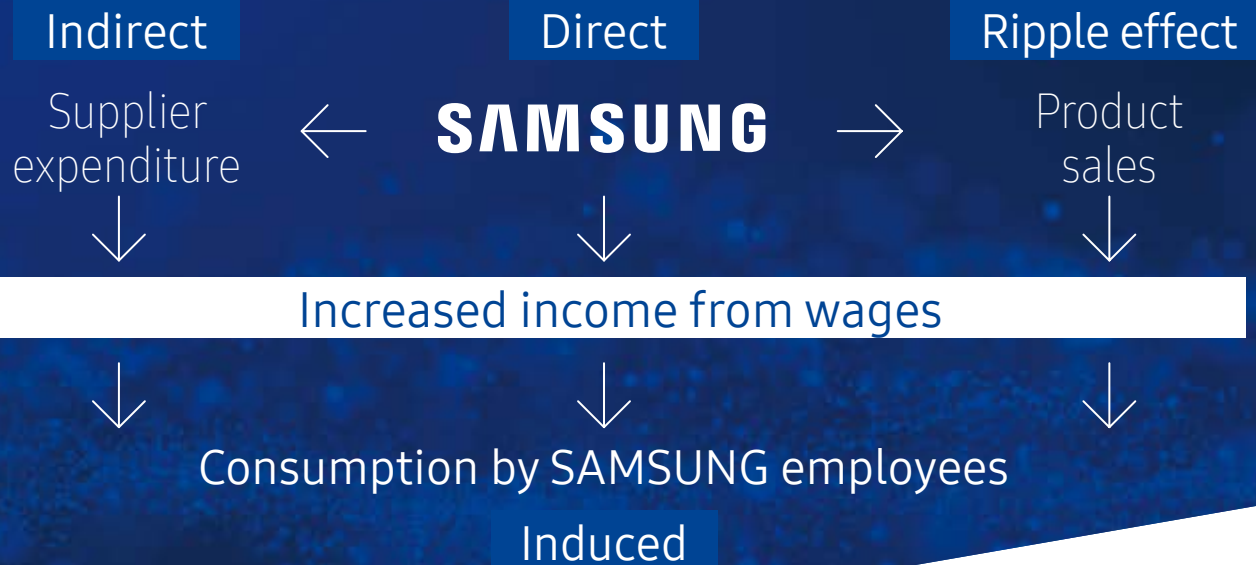 Indirect
Direct
Ripple effect
Supplier
expenditure
SAMSUNG
Product
sales
Increased income from wages
Consumption by SAMSUNG employees
Induced